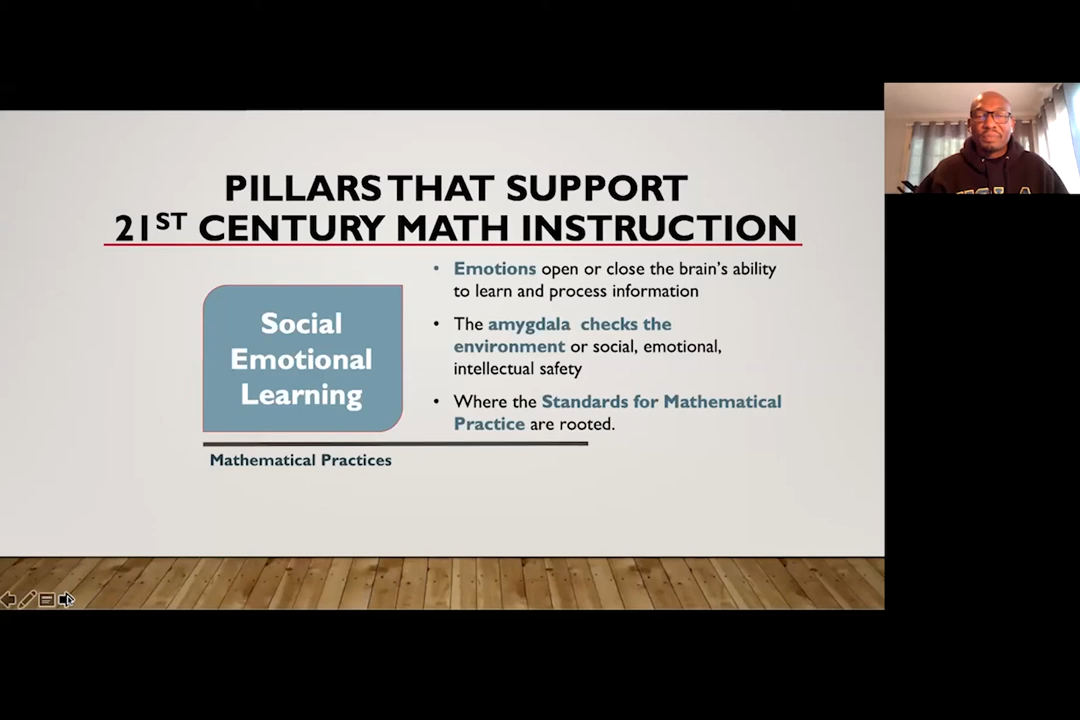 PILLARS THAT SUPPORT
21ST CENTURY MATH INSTRUCTION
Social
Emotional
Learning
Mathematical Practices
• Emotions open or close the brain's ability
to learn and process information
• The amygdala checks the
environment or social, emotional,
intellectual safety
• Where the Standards for Mathematical
Practice are rooted.